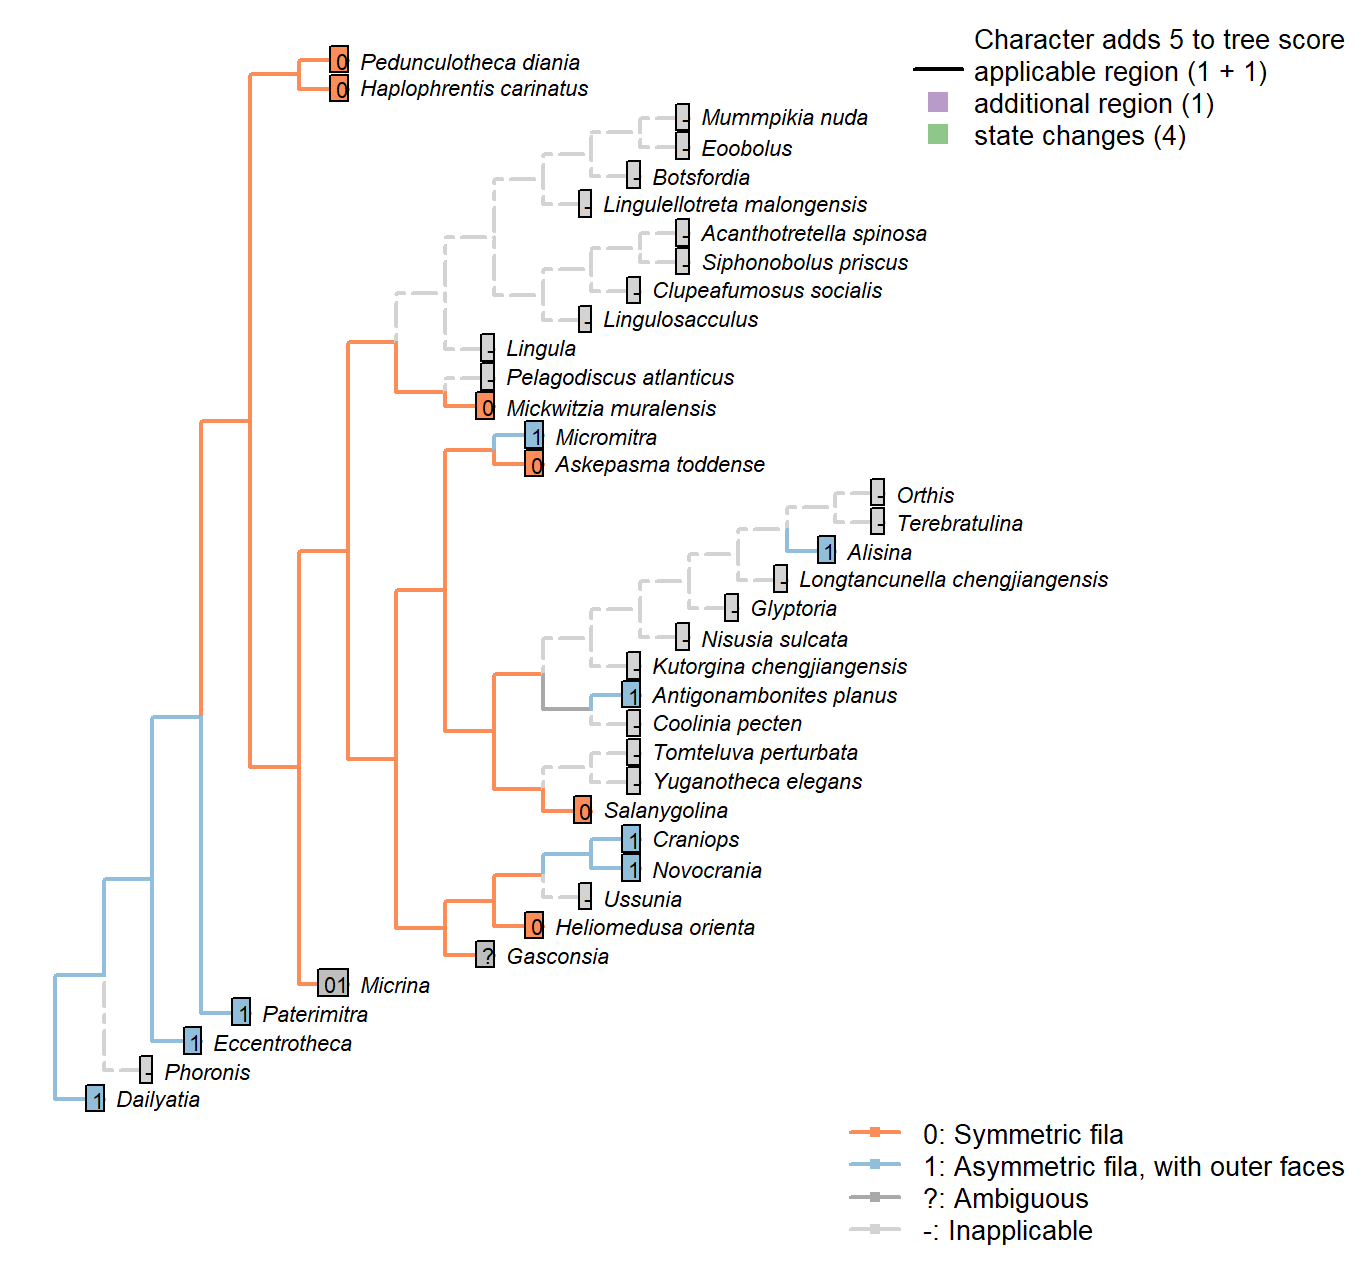 Character adds 5 to tree score
applicable region (1 + 1)
additional region (1)
state changes (4)
0 Pedunculotheca diania
0 Haplophrentis carinatus
- Mummpikia nuda
- Eoobolus
- Botsfordia
- Lingulellotreta malongensis
- Acanthotretella spinosa
- Siphonobolus priscus
- Clupeafumosus socialis
- Lingulosacculus
- Lingula
- Pelagodiscus atlanticus
0 Mickwitzia muralensis
1 Micromitra
0 Askepasma toddense
- Orthis
- Terebratulina
1 Alisina
- Longtancunella chengjiangensis
- Glyptoria
- Nisusia sulcata
- Kutorgina chengjiangensis
1 Antigonambonites planus
- Coolinia pecten
- Tomteluva perturbata
- Yuganotheca elegans
0 Salanygolina
1 Craniops
1 Novocrania
- Ussunia
0 Heliomedusa orienta
? Gasconsia
01 Micrina
1 Paterimitra
1 Eccentrotheca
- Phoronis
1 Dailyatia
0: Symmetric fila
1: Asymmetric fila, with outer faces
?: Ambiguous
-: Inapplicable